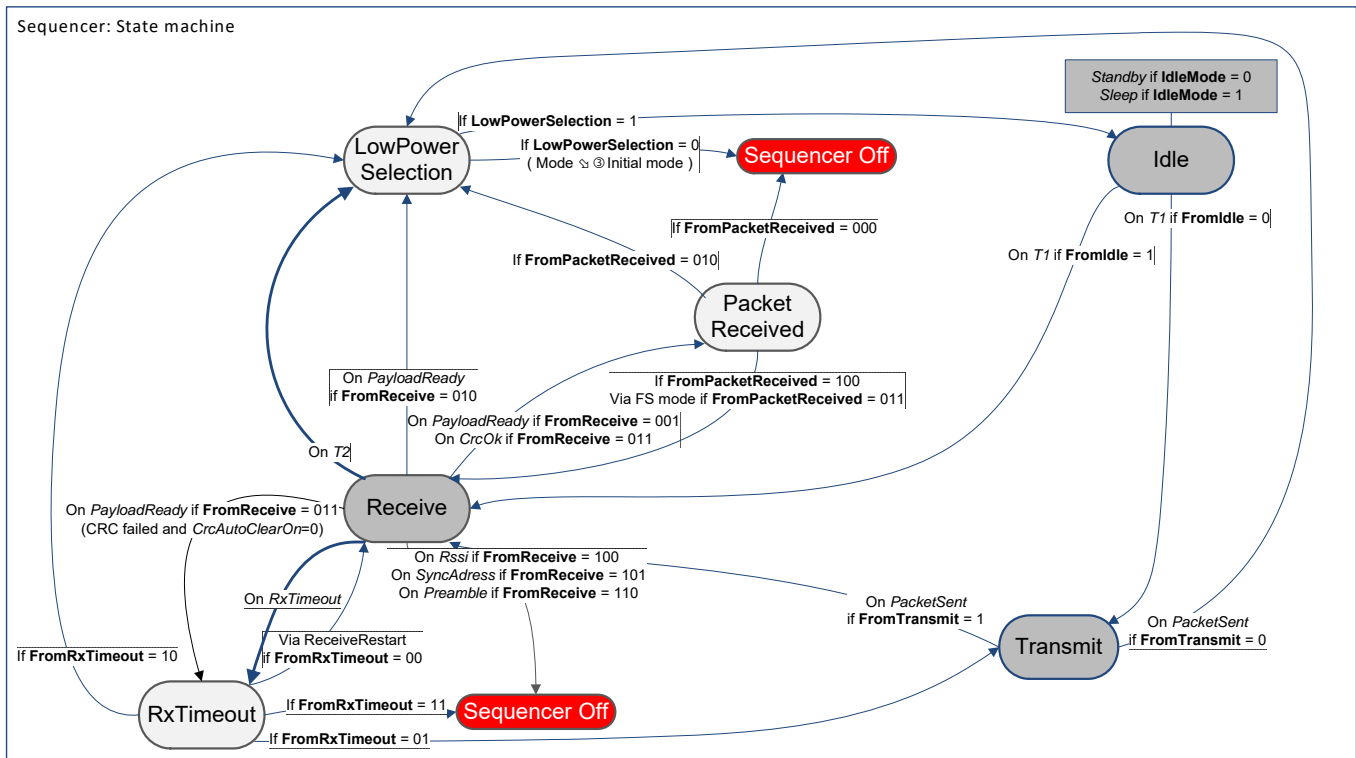 Sequencer: State machine
Standby if IdleMode = 0
Sleep if IdleMode = 1
If LowPowerSelection = 1
LowPower
Selection
If LowPowerSelection = 0
( Mode ⇘ ③ Initial mode )
Sequencer Off
Idle
On T1 if FromIdle = 0
If FromPacketReceived = 000
On T1 if FromIdle = 1
If FromPacketReceived = 010
Packet
Received
On PayloadReady
if FromReceive = 010
If FromPacketReceived = 100
Via FS mode if FromPacketReceived = 011
On PayloadReady if FromReceive = 001
On CrcOk if FromReceive = 011
On T2
Receive
On PayloadReady if FromReceive = 011
(CRC failed and CrcAutoClearOn=0)
On Rssi if FromReceive = 100
On SyncAdress if FromReceive = 101
On Preamble if FromReceive = 110
On RxTimeout
On PacketSent
if FromTransmit = 1
On PacketSent
if FromTransmit = 0
Transmit
Via ReceiveRestart
if FromRxTimeout = 00
If FromRxTimeout = 10
RxTimeout
If FromRxTimeout = 11
Sequencer Off
If FromRxTimeout = 01